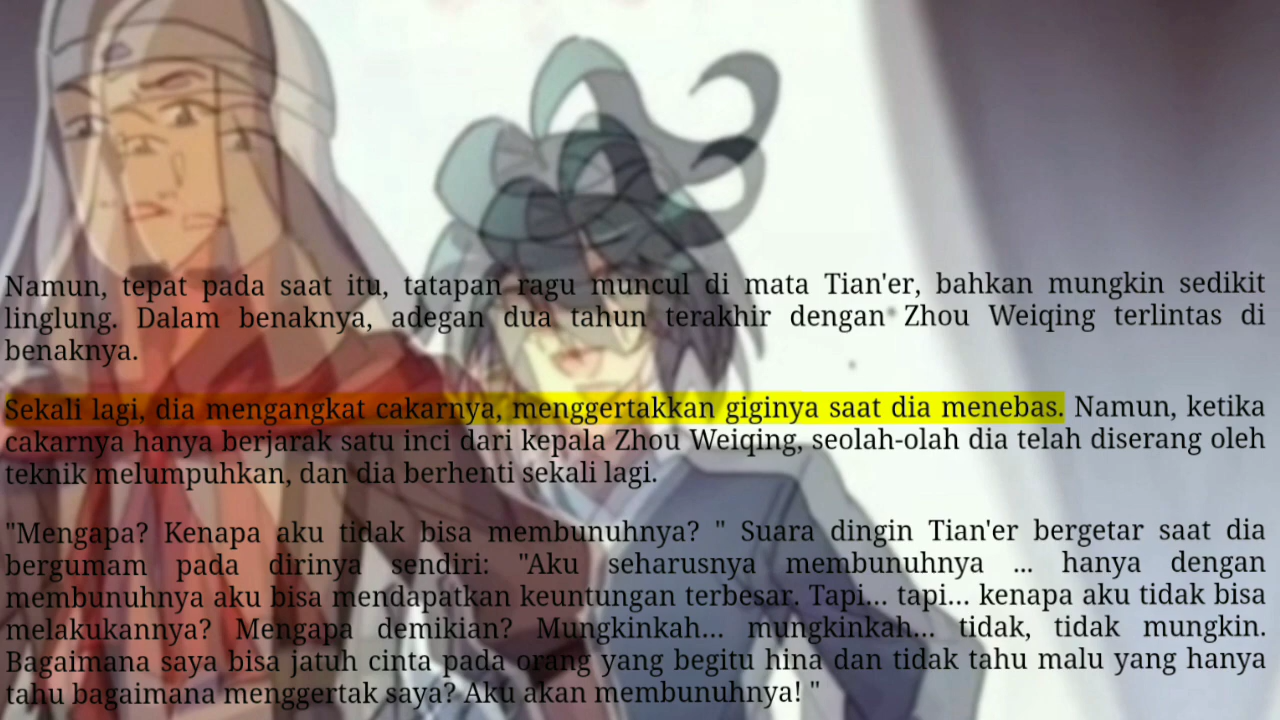 Namun, tepat pada saat itu, tatapan ragu muncul di mata Tian'er, bahkan mungkin sedikit
linglung. Dalam benaknya, adegan dua tahun terakhir dengan Zhou Weiqing terlintas di
benaknya.
Sekali lagi, dia mengangkat cakarnya, menggertakkan giginya saat dia menebas. Namun, ketika
cakarnya hanya berjarak satu inci dari kepala Zhou Weiqing, seolah-olah dia telah diserang oleh
teknik melumpuhkan, dan dia berhenti sekali lagi.
"Mengapa? Kenapa aku tidak bisa membunuhnya? " Suara dingin Tian'er bergetar saat dia
bergumam pada dirinya sendiri: "Aku seharusnya membunuhnya ... hanya dengan
membunuhnya aku bisa mendapatkan keuntungan terbesar. Tapi... tapi... kenapa aku tidak bisa
melakukannya? Mengapa demikian? Mungkinkah... mungkinkah... tidak, tidak mungkin.
Bagaimana saya bisa jatuh cinta pada orang yang begitu hina dan tidak tahu malu yang hanya
tahu bagaimana menggertak saya? Aku akan membunuhnya! "